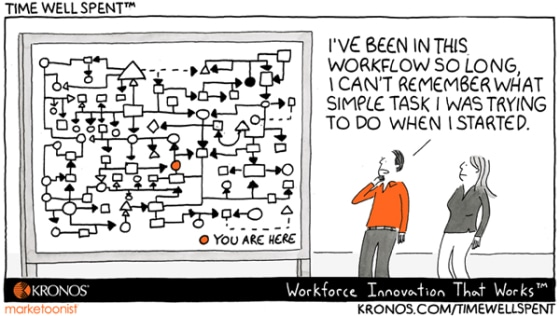 TIME WELL SPENT™
I'VE BEEN IN THIS
WORKFLOW SO LONG,
I CAN'T REMEMBER WHAT
SIMPLE TASK I WAS TRYING
TO DO WHEN I STARTED.
YOU ARE HERE
KRONOS®
Workforce Innovation That Works™
marketoonist
KRONOS.COM/TIMEWELLSPENT